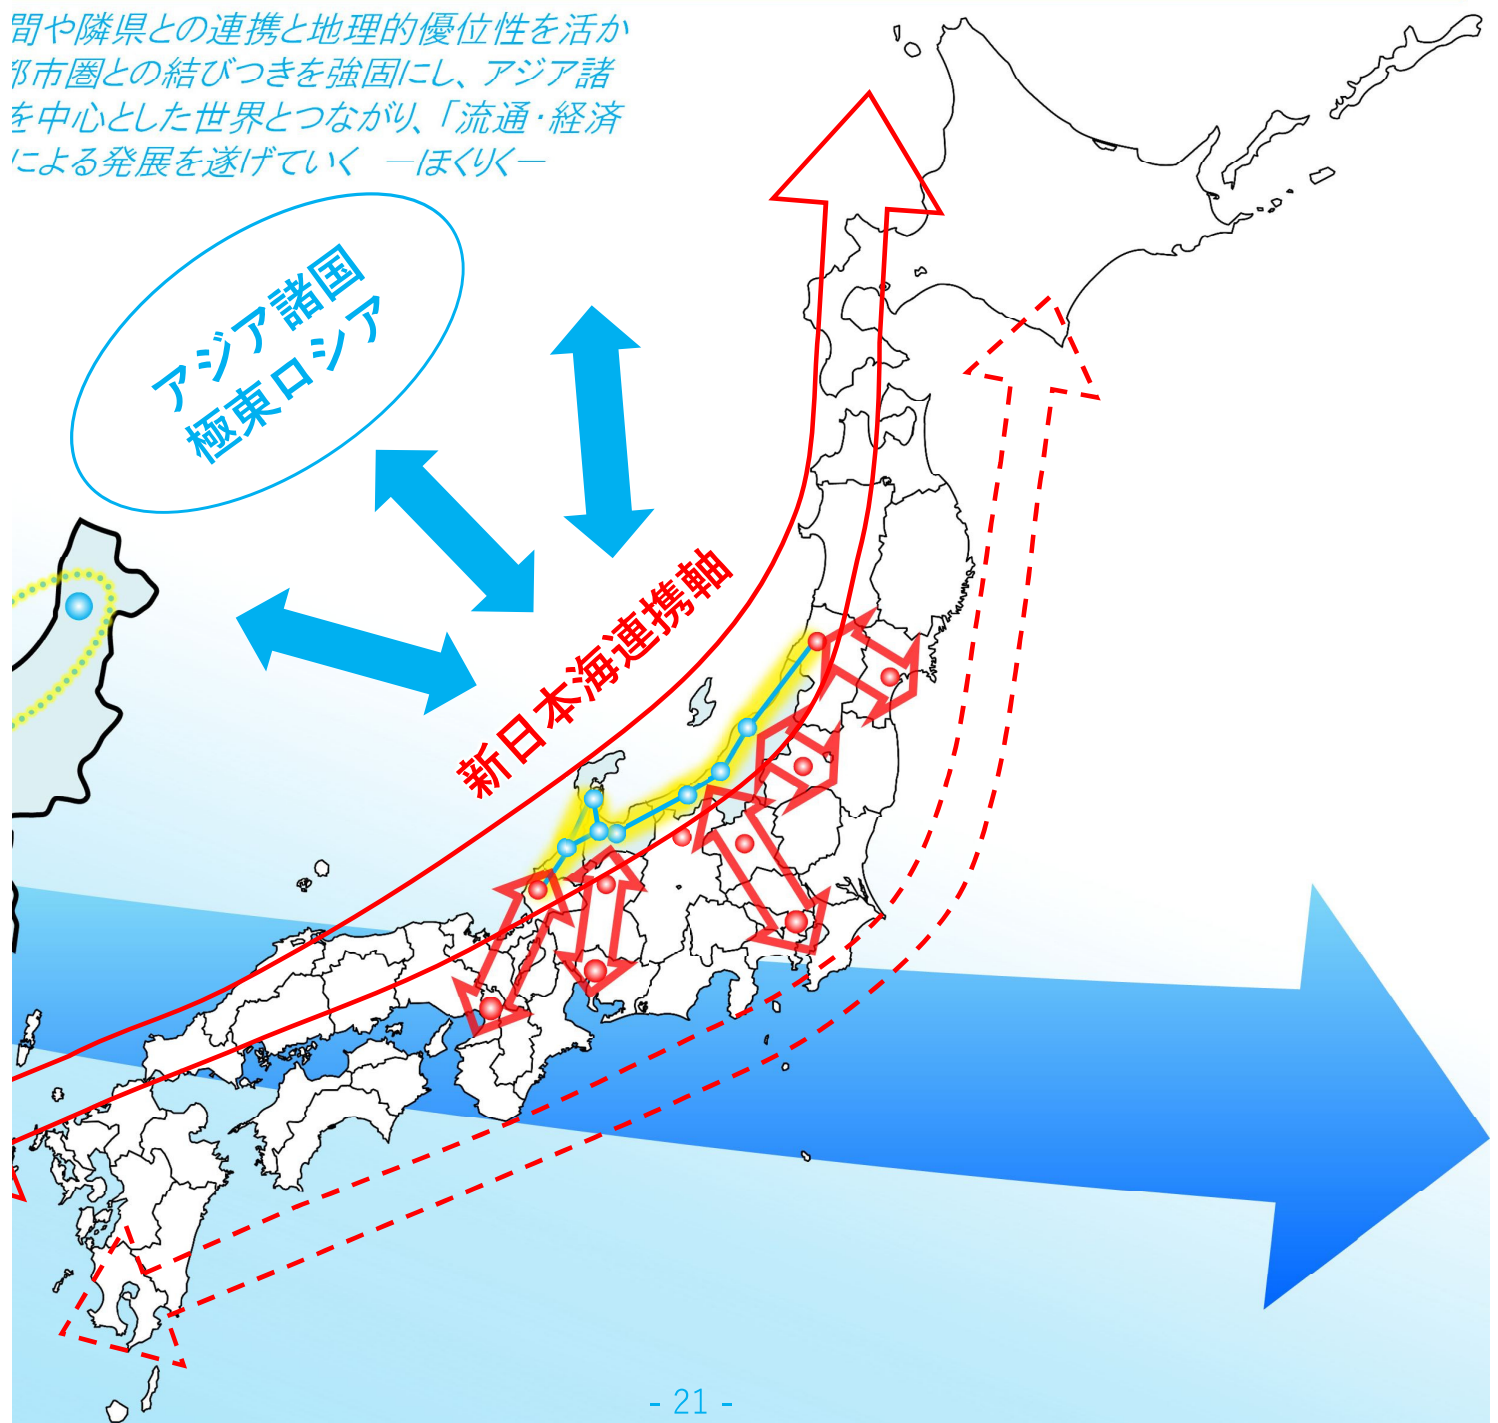 間や隣県との連携と地理的優位性を活か
都市圏との結びつきを強固にし、アジア諸
を中心とした世界とつながり、「流通・経済
による発展を遂げていく ―ほくりく―
アジア諸国
極東ロシア
新日本海連携軸
- 21 -